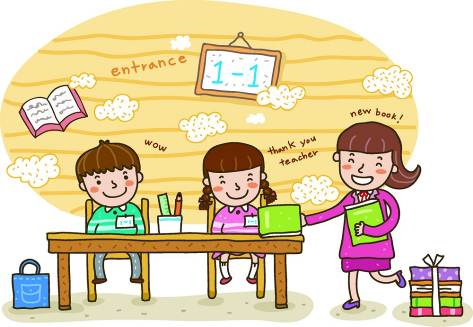 entrance
1-1
wow
thank you
teacher
new book!